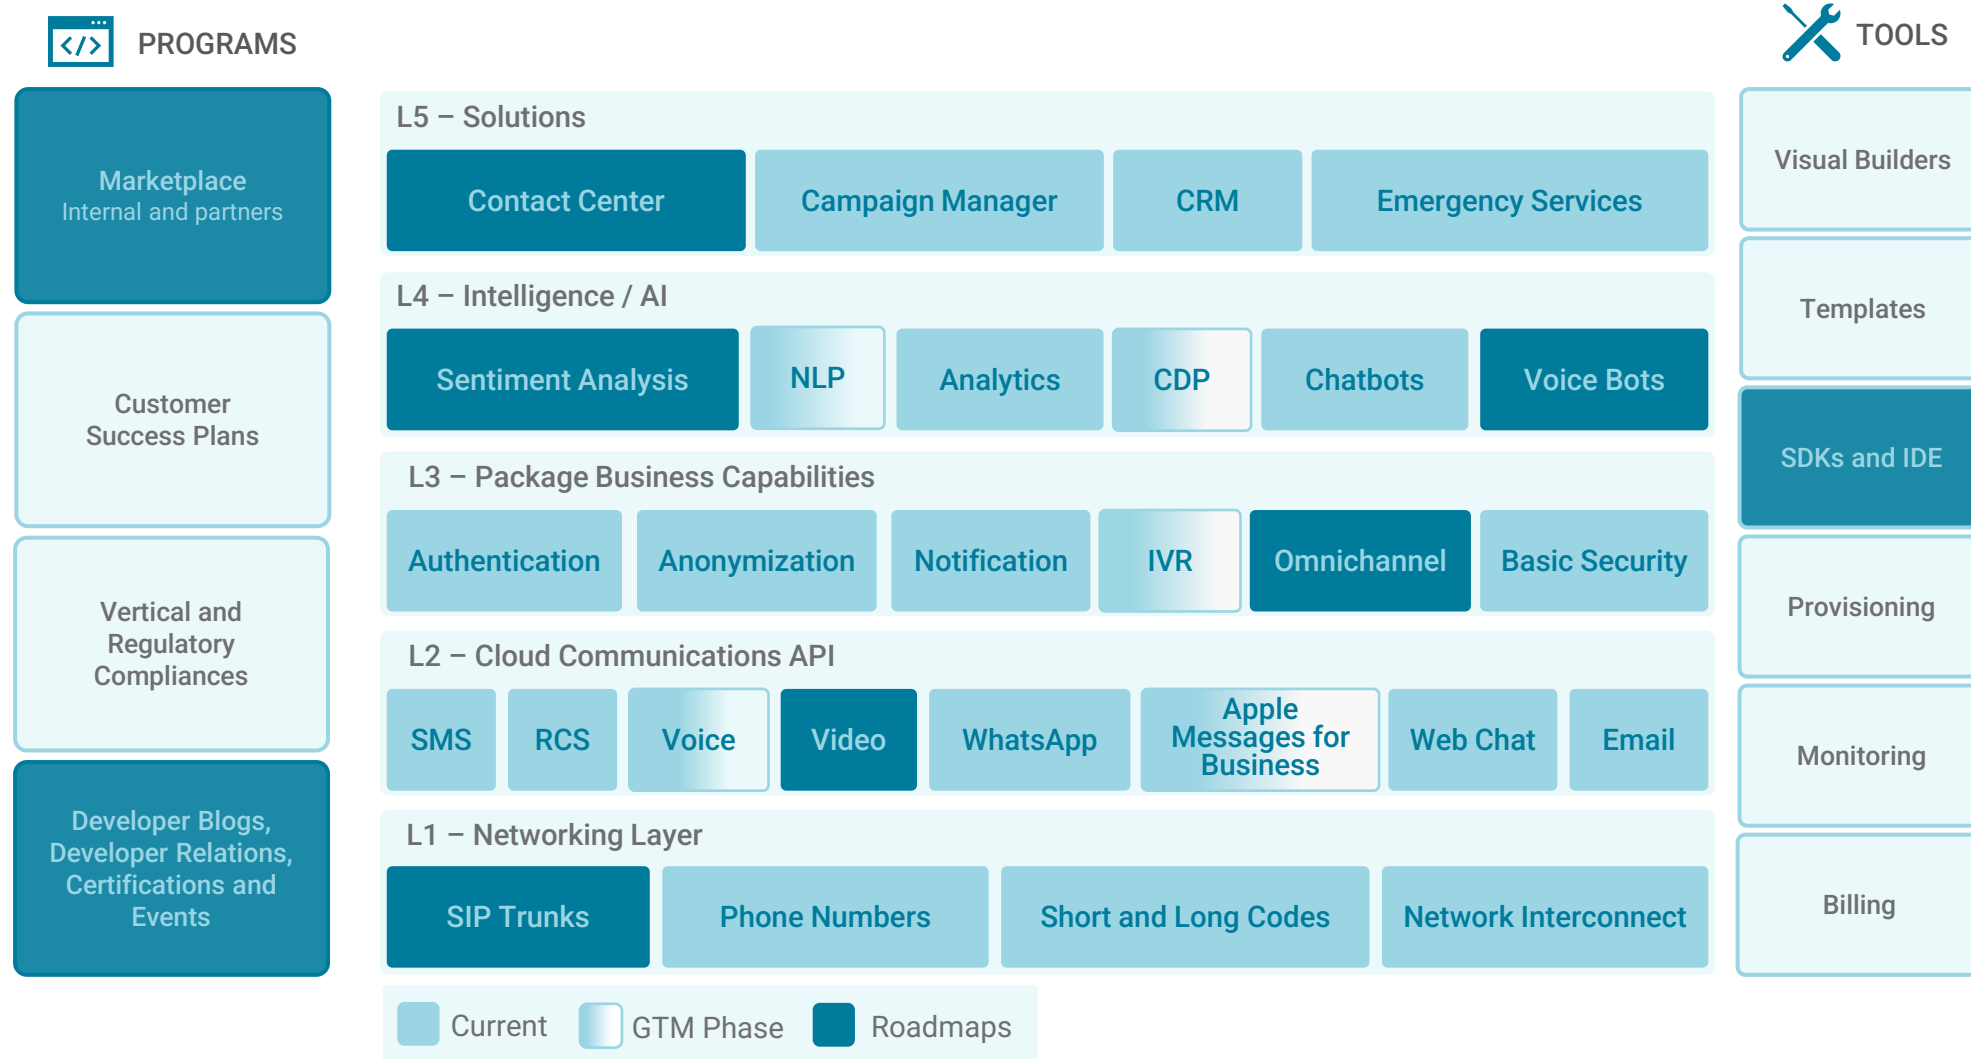 </>
PROGRAMS
TOOLS
Marketplace
Internal and partners
Customer
Success Plans
Vertical and
Regulatory
Compliances
Developer Blogs,
Developer Relations,
Certifications and
Events
L5 – Solutions
Contact Center
Campaign Manager
CRM
Emergency Services
L4 – Intelligence / AI
Sentiment Analysis
NLP
Analytics
CDP
Chatbots
Voice Bots
L3 – Package Business Capabilities
Authentication
Anonymization
Notification
IVR
Omnichannel
Basic Security
L2 – Cloud Communications API
SMS
RCS
Voice
Video
WhatsApp
Apple
Messages for
Business
Web Chat
Email
L1 – Networking Layer
SIP Trunks
Phone Numbers
Short and Long Codes
Network Interconnect
Current
GTM Phase
Roadmaps
Visual Builders
Templates
SDKs and IDE
Provisioning
Monitoring
Billing